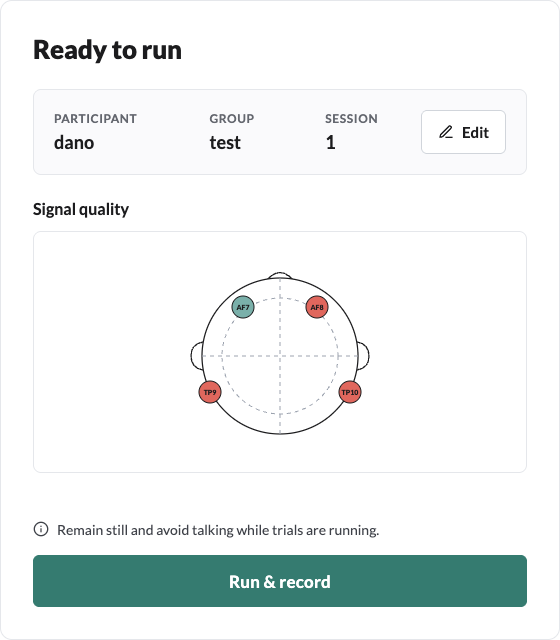 Ready to run
PARTICIPANT GROUP SESSION
dano test 1
Edit
Signal quality
AF7 AF8
TP9 TP10
Remain still and avoid talking while trials are running.
Run & record